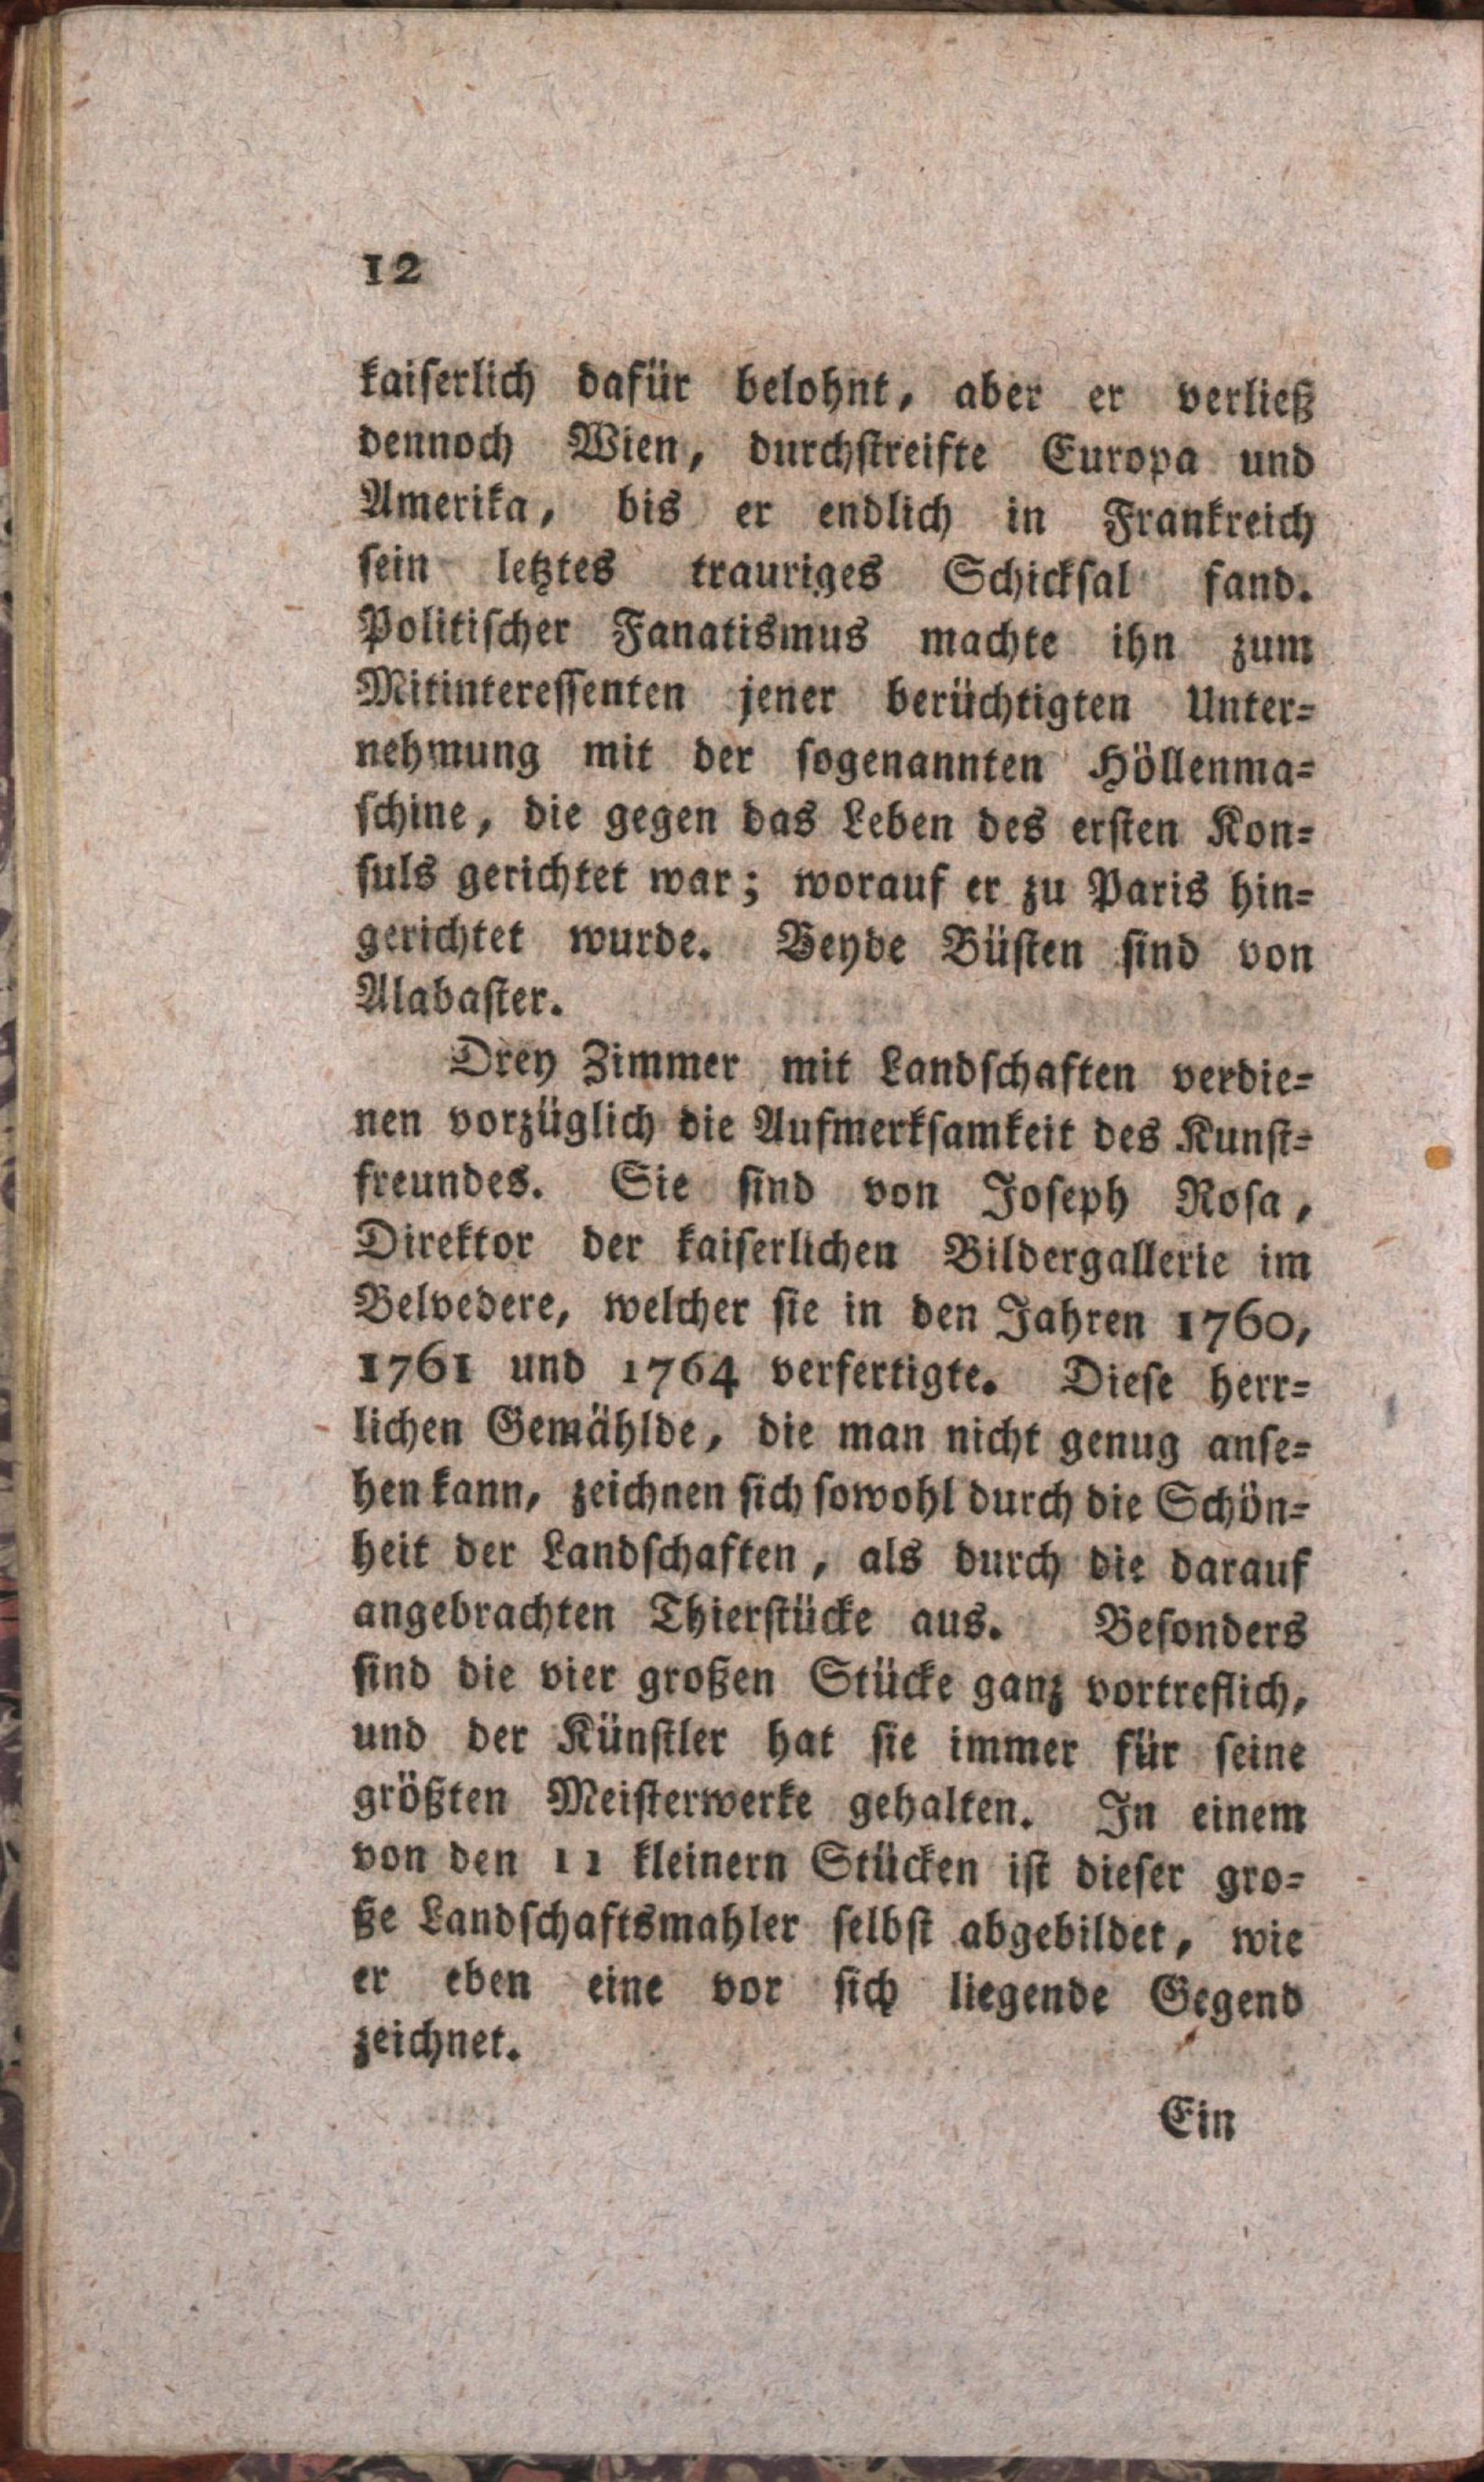 12
kaiſerlich dafür belohnt, aber er verließ
dennoch Wien, durchſtreifte Europa und
Amerika, bis er endlich in Frankreich
ſein letztes trauriges Schickſal fand.
Politiſcher Fanatismus machte ihn zum
Mitintereſſenten jener berüchtigten Unter=
nehmung mit der ſogenannten Höllenma=
ſchine, die gegen das Leben des erſten Kon=
ſuls gerichtet war; worauf er zu Paris hin=
gerichtet wurde. Beyde Büſten ſind von
Alabaſter.
Drey Zimmer mit Landſchaften verdie=
nen vorzüglich die Aufmerkſamkeit des Kunſt=
freundes. Sie ſind von Joſeph Roſa,
Direktor der kaiſerlichen Bildergallerie im
Belvedere, welcher ſie in den Jahren 1760,
1761 und 1764 verfertigte. Dieſe herr=
lichen Gemählde, die man nicht genug anſe=
hen kann, zeichnen ſich ſowohl durch die Schön=
heit der Landſchaften, als durch die darauf
angebrachten Thierſtücke aus. Beſonders
ſind die vier großen Stücke ganz vortreflich,
und der Künſtler hat ſie immer für ſeine
größten Meiſterwerke gehalten. In einem
von den 11 kleinern Stücken iſt dieſer gro=
ße Landſchaftsmahler ſelbſt abgebildet, wie
er eben eine vor ſich liegende Gegend
zeichnet.
Ein